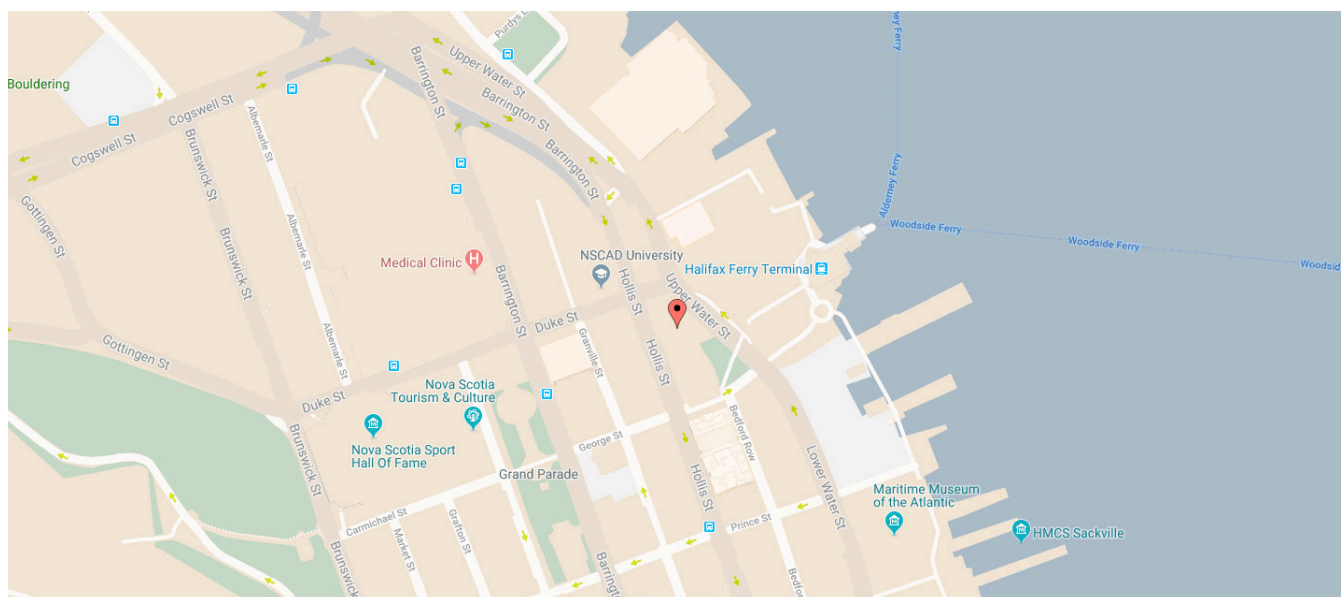 Purdys
ney Ferry
Barrington St
Upper Water St
Bouldering
Barrington St
Cogswell St
Albemarle St
Cogswell St
Brunswick St
Barrington St
Alderney Ferry
Gottingen St
Albemarle St
Woodside Ferry
Woodside Ferry
Woodsid
Brunswick St
Medical Clinic
H
NSCAD University
Halifax Ferry Terminal
Barrington St
Hollis St
Upper Water St
Duke St
Albemarle St
Granville St
Gottingen St
Hollis St
Duke St
Nova Scotia
Tourism & Culture
Nova Scotia Sport
Hall Of Fame
George St
Bedford Row
Brunswick St
Grand Parade
Hollis St
Lower Water St
Maritime Museum
of the Atlantic
Carmichael St
Grafton St
Market St
Prince St
HMCS Sackville
Brunswick St
Barrington
Bedford